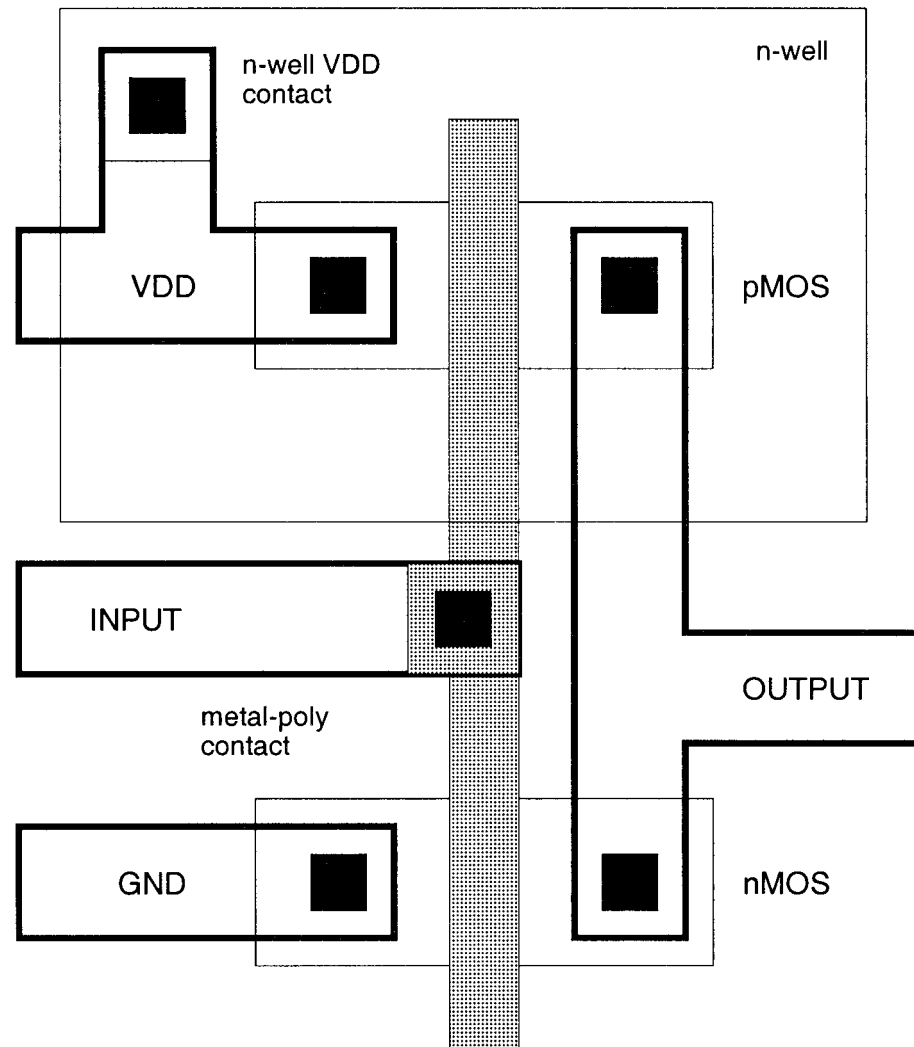 n-well VDD
contact
n-well
VDD
pMOS
INPUT
OUTPUT
metal-poly
contact
GND
nMOS